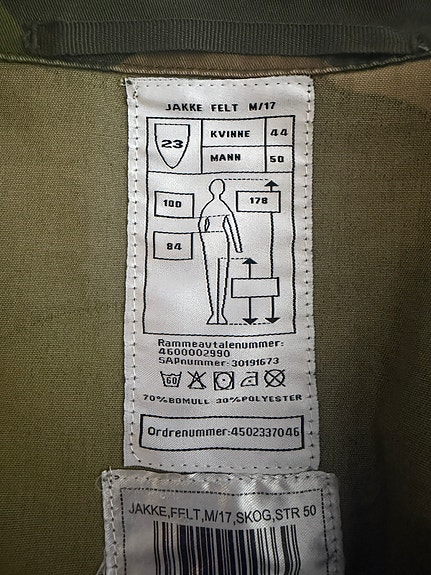 JAKKE FELT M/17
23
KVINNE 44
MANN 50
100
178
84
Rammeavtalenummer:
4600002990
SAPnummer:30191673
60
70%BOMULL 30%POLYESTER
Ordrenummer:4502337046
JAKKE,FELT,M/17,SKOG,STR 50